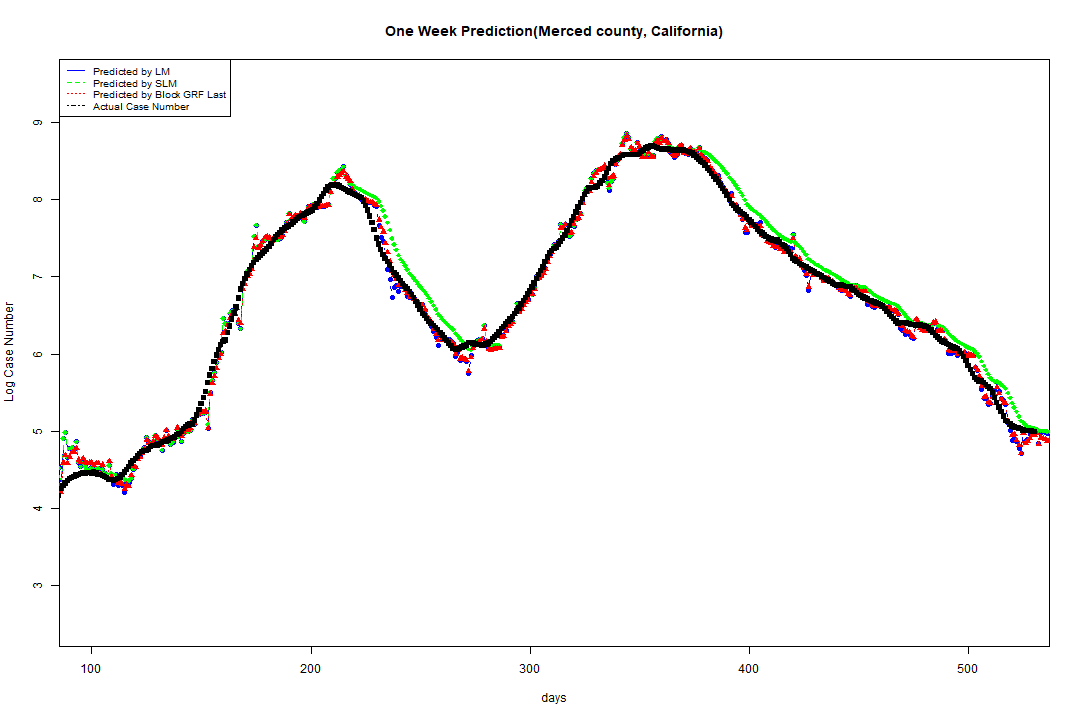 One Week Prediction(Merced county, California)
Predicted by LM
Predicted by SLM
Predicted by Block GRF Last
Actual Case Number
9
8
7
6
5
4
3
Log Case Number
100 200 300 400 500
days